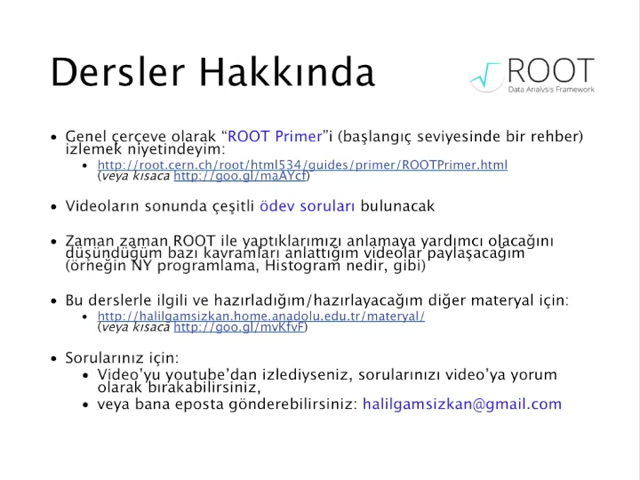 Dersler Hakkında
ROOT
Data Analysis Framework
• Genel çerçeve olarak “ROOT Primer”i (başlangıç seviyesinde bir rehber)
izlemek niyetindeyim:
• http://root.cern.ch/root/html534/guides/primer/ROOTPrimer.html
(veya kısaca http://goo.gl/maAYcf)
• Videoların sonunda çeşitli ödev soruları bulunacak
• Zaman zaman ROOT ile yaptıklarımızı anlamaya yardımcı olacağını
düşündüğüm bazı kavramları anlattığım videolar paylaşacağım
(örneğin NY programlama, Histogram nedir, gibi)
• Bu derslerle ilgili ve hazırladığım/hazırlayacağım diğer materyal için:
• http://halilgamsizkan.home.anadolu.edu.tr/materyal/
(veya kısaca http://goo.gl/mvKfvF)
• Sorularınız için:
• Video’yu youtube’dan izlediyseniz, sorularınızı video’ya yorum
olarak bırakabilirsiniz,
• veya bana eposta gönderebilirsiniz: halilgamsizkan@gmail.com